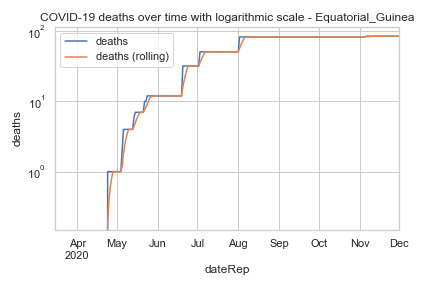 COVID-19 deaths over time with logarithmic scale - Equatorial_Guinea
10²
deaths
deaths (rolling)
10¹
10⁰
deaths
Apr May Jun Jul Aug Sep Oct Nov Dec
2020
dateRep